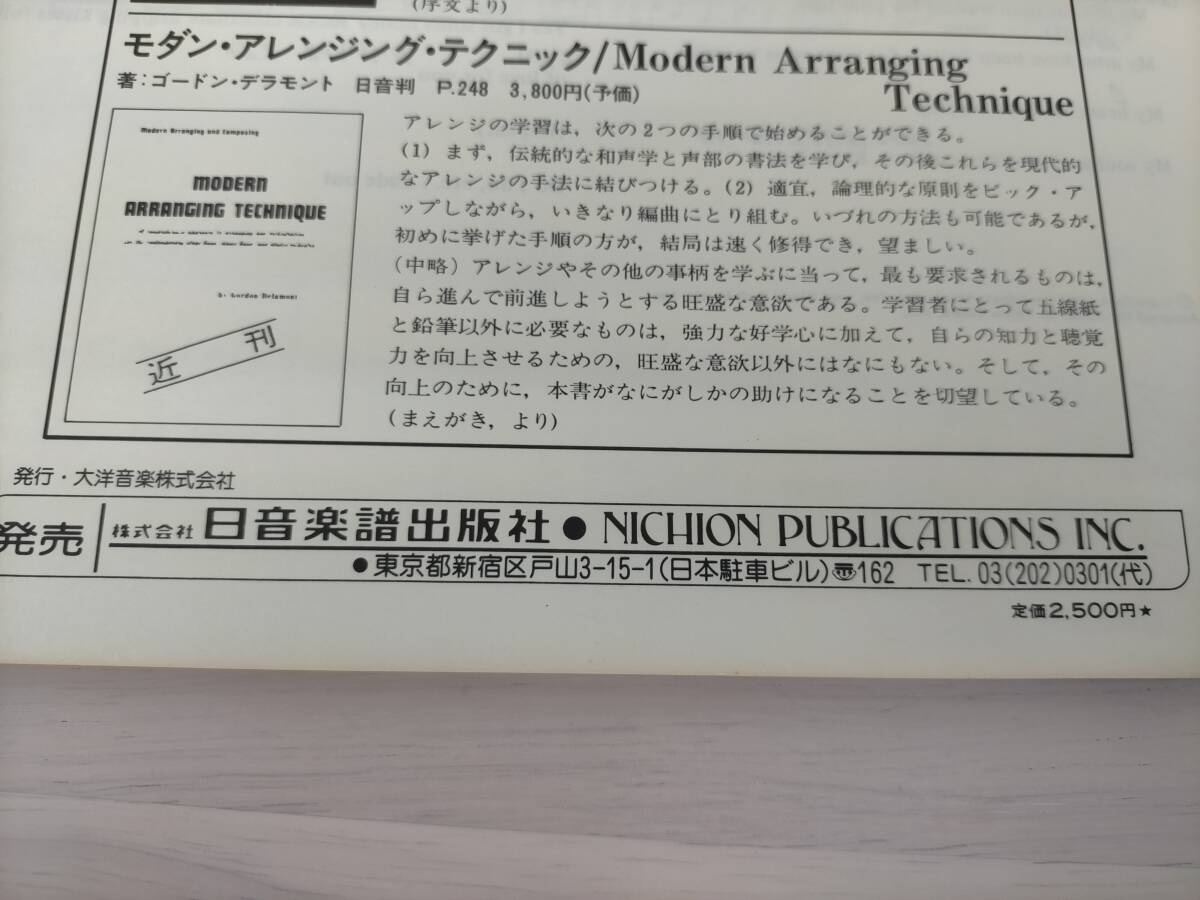 (序文より)
モダン・アレンジング・テクニック/Modern Arranging
Technique
著:ゴードン・デラモント 日音判 P.248 3,800円(予価)
Modern Arranging and Composing
MODERN
ARRANGING TECHNIQUE
by Gordon Delamont
近刊
アレンジの学習は,次の2つの手順で始めることができる。
(1) まず,伝統的な和声学と声部の書法を学び,その後これらを現代的
なアレンジの手法に結びつける。(2) 適宜,論理的な原則をピック・ア
ップしながら,いきなり編曲にとり組む。いづれの方法も可能であるが,
初めに挙げた手順の方が,結局は速く修得でき,望ましい。
(中略) アレンジやその他の事柄を学ぶに当って,最も要求されるものは,
自ら進んで前進しようとする旺盛な意欲である。学習者にとって五線紙
と鉛筆以外に必要なものは,強力な好学心に加えて,自らの知力と聴覚
力を向上させるための,旺盛な意欲以外にはなにもない。そして,その
向上のために,本書がなにがしかの助けになることを切望している。
(まえがき,より)
発行・大洋音楽株式会社
発売 株式会社 日音楽譜出版社 ● NICHION PUBLICATIONS INC.
●東京都新宿区戸山3-15-1(日本駐車ビル)〠162 TEL. 03(202)0301(代)
定価2,500円★